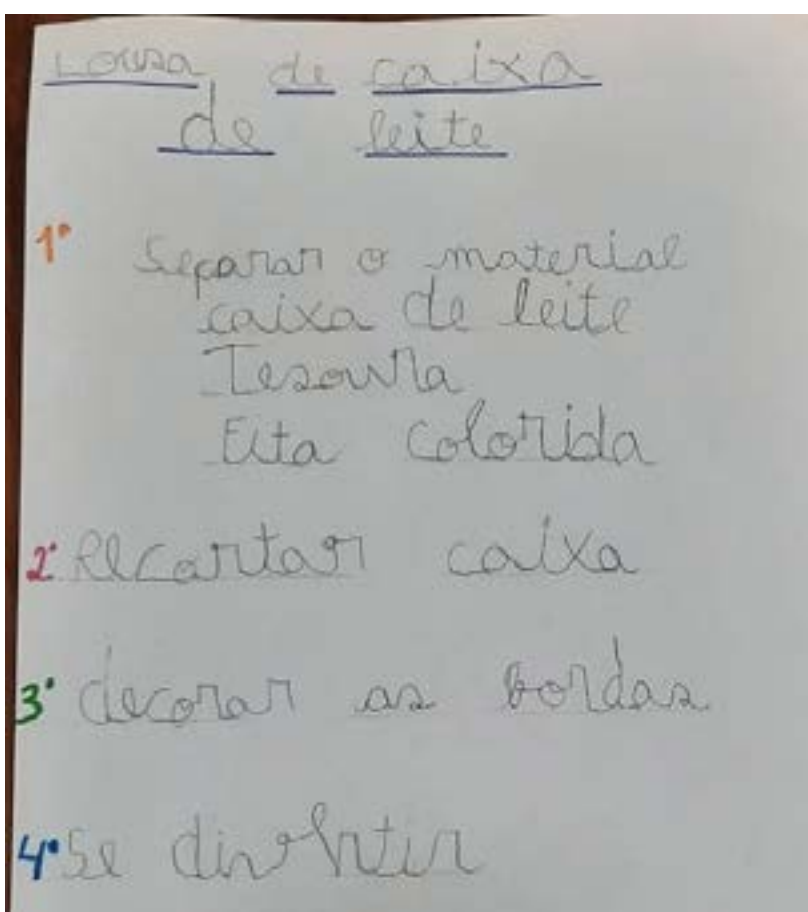 Lousa de caixa
de leite
1° Separar o material
caixa de leite
Tesoura
Fita colorida
2° Recortar caixa
3° decorar as bordas
4° Se divertir